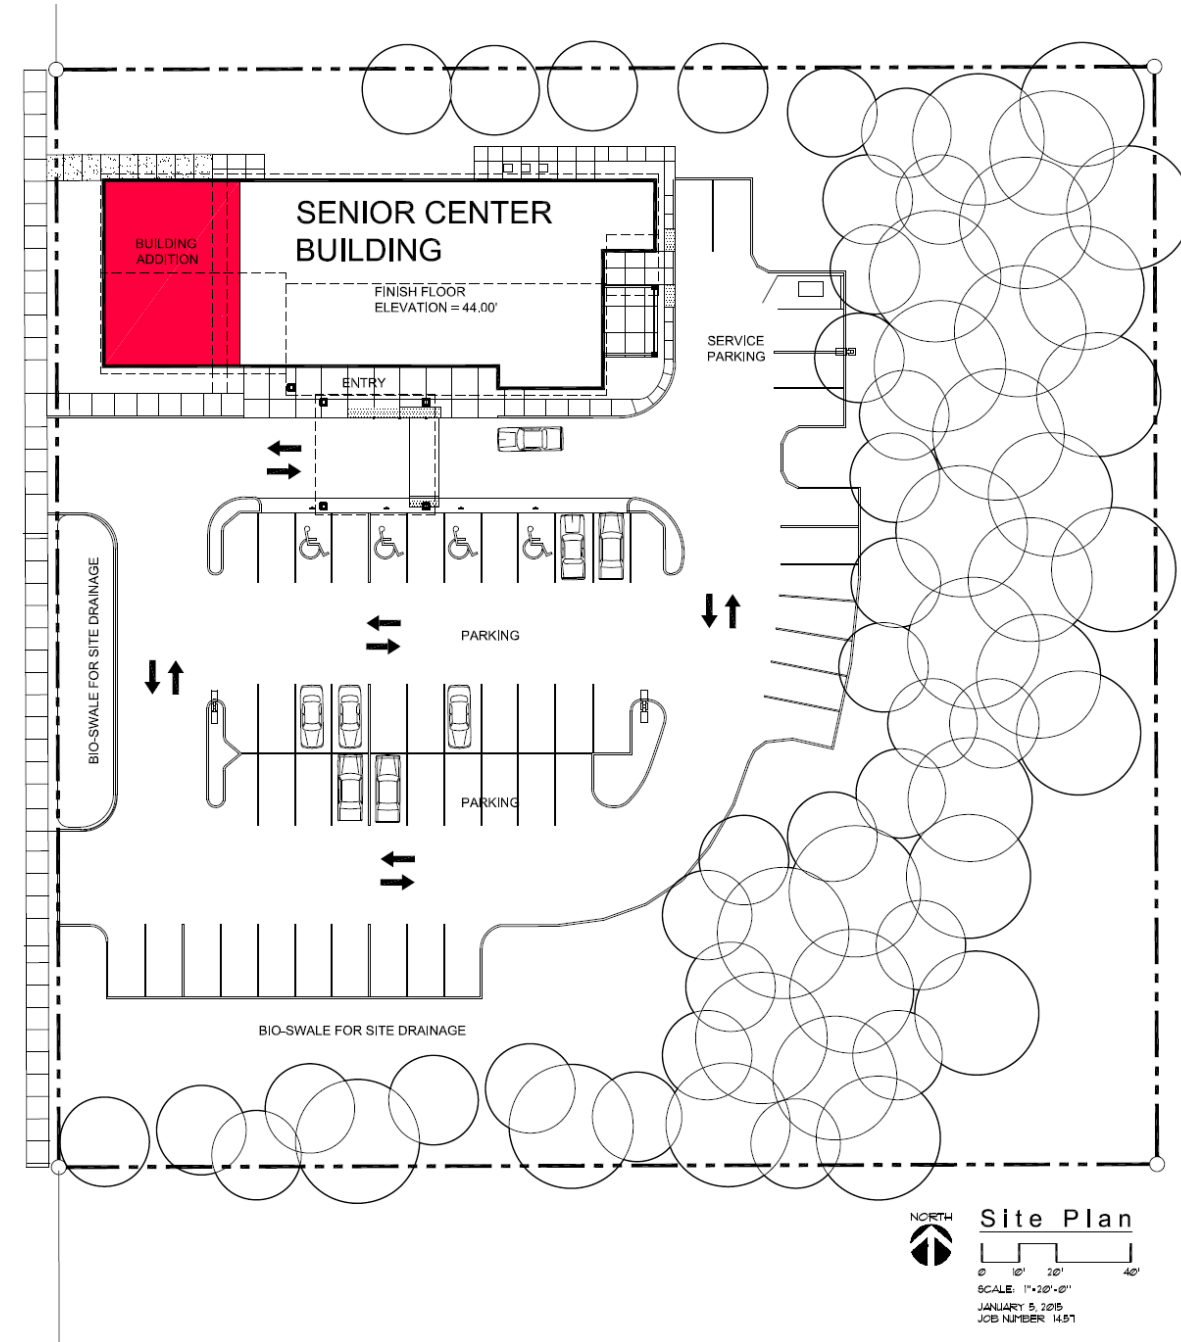 SENIOR CENTER
BUILDING
BUILDING
ADDITION
FINISH FLOOR
ELEVATION = 44.00'
SERVICE
PARKING
ENTRY
BIO-SWALE FOR SITE DRAINAGE
PARKING
PARKING
BIO-SWALE FOR SITE DRAINAGE
NORTH
Site Plan
0 10' 20' 40'
SCALE: 1"=20'-0"
JANUARY 5, 2015
JOB NUMBER 14.57